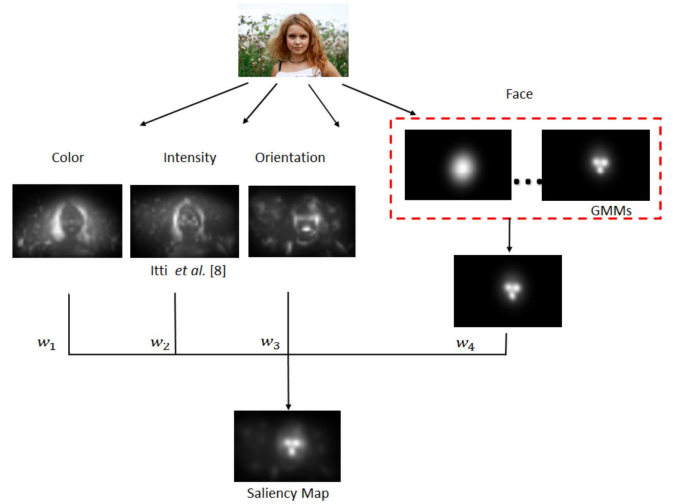 Face
Color
Intensity
Orientation
GMMs
Itti et al. [8]
w1
w2
w3
w4
Saliency Map